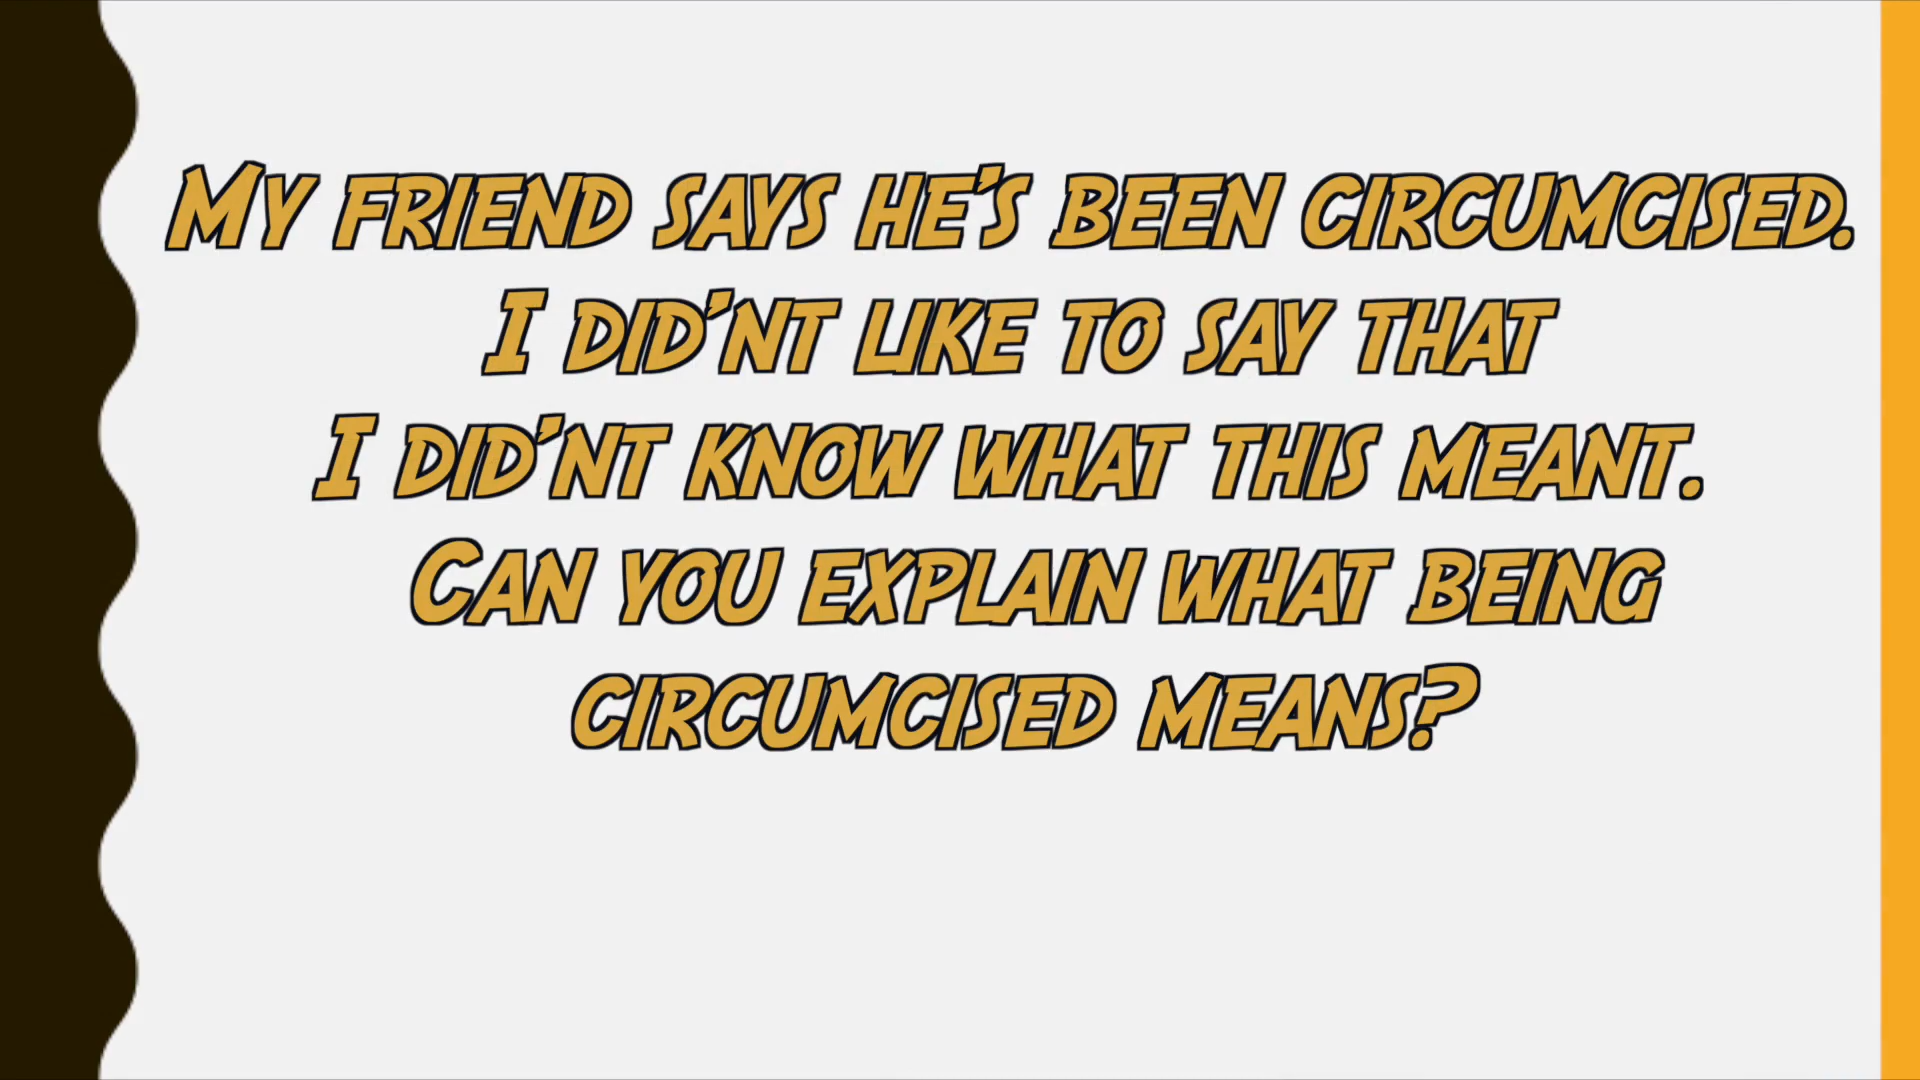 My friend says he's been circumcised.
I did'nt like to say that
I did'nt know what this meant.
Can you explain what being
circumcised means?